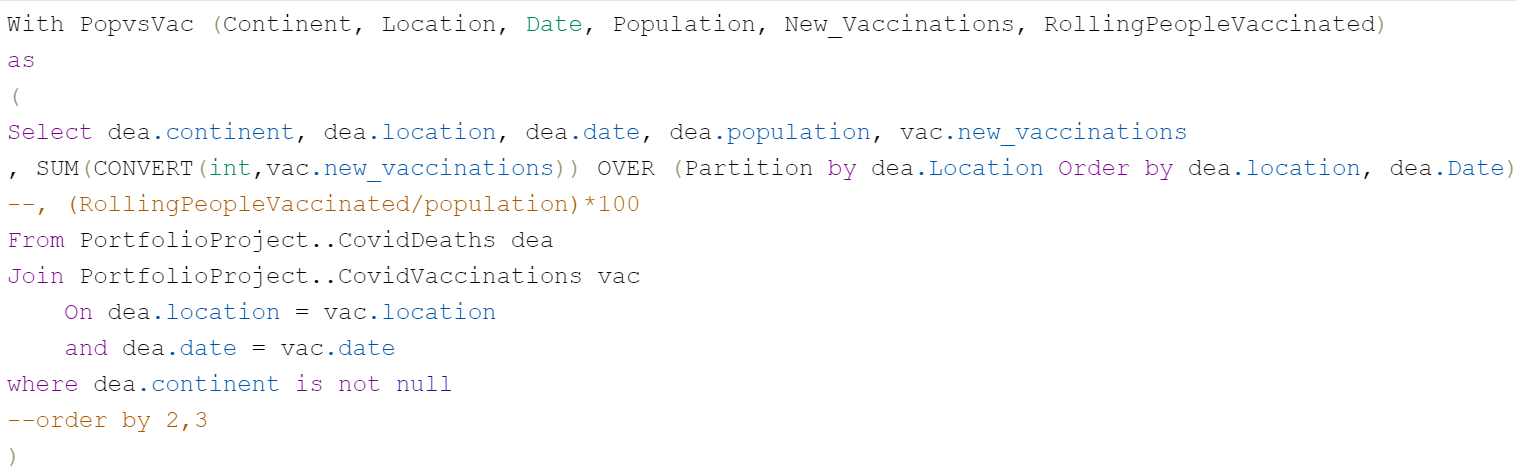 With PopvsVac (Continent, Location, Date, Population, New_Vaccinations, RollingPeopleVaccinated)
as
(
Select dea.continent, dea.location, dea.date, dea.population, vac.new_vaccinations
, SUM(CONVERT(int,vac.new_vaccinations)) OVER (Partition by dea.Location Order by dea.location, dea.Date)
--, (RollingPeopleVaccinated/population)*100
From PortfolioProject..CovidDeaths dea
Join PortfolioProject..CovidVaccinations vac
    On dea.location = vac.location
    and dea.date = vac.date
where dea.continent is not null
--order by 2,3
)